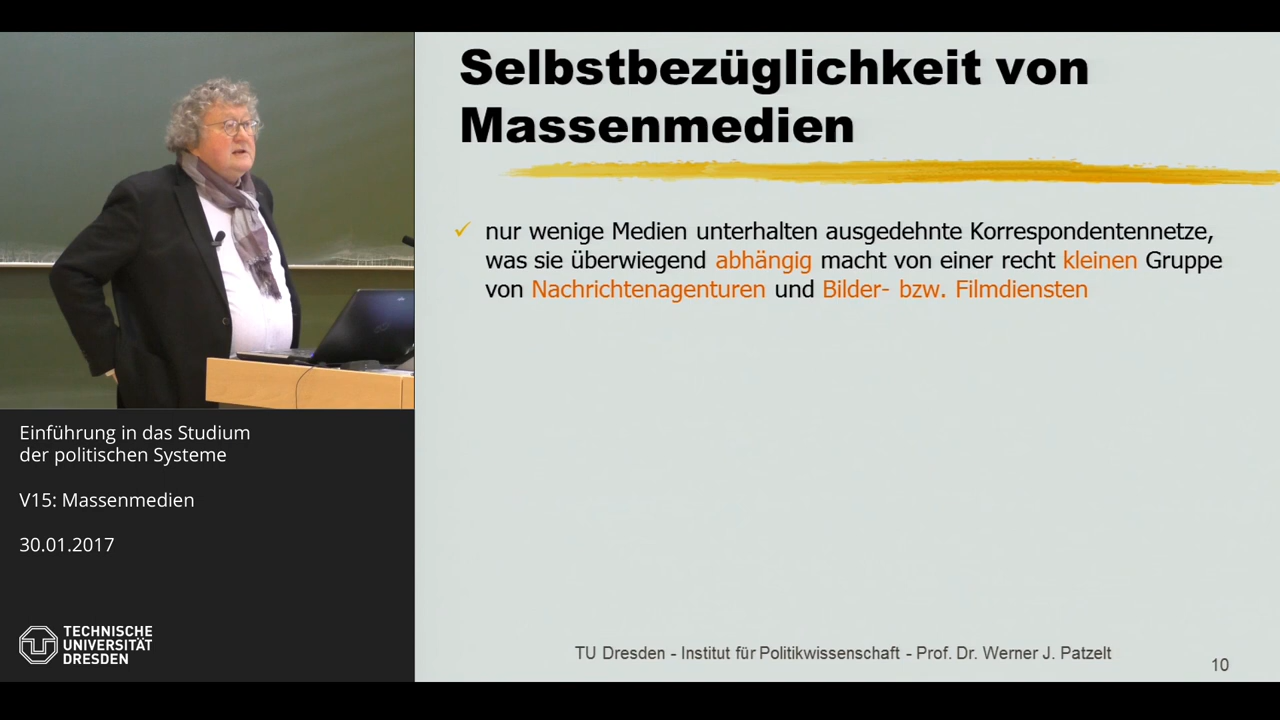 Selbstbezüglichkeit von
Massenmedien
✓ nur wenige Medien unterhalten ausgedehnte Korrespondentennetze,
was sie überwiegend abhängig macht von einer recht kleinen Gruppe
von Nachrichtenagenturen und Bilder- bzw. Filmdiensten
Einführung in das Studium
der politischen Systeme
V15: Massenmedien
30.01.2017
TECHNISCHE
UNIVERSITÄT
DRESDEN
TU Dresden - Institut für Politikwissenschaft - Prof. Dr. Werner J. Patzelt
10